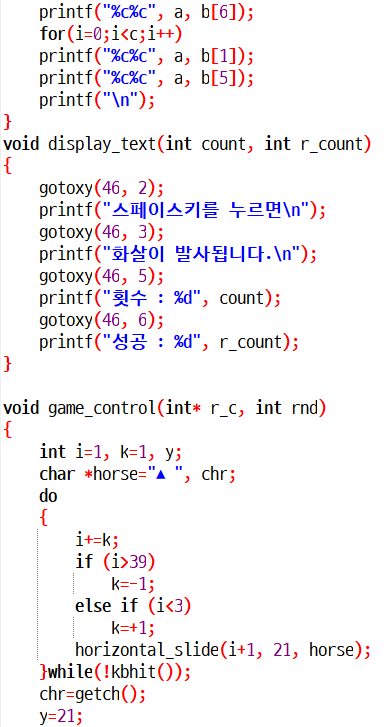 printf("%c%c", a, b[6]);
    for(i=0;i<c;i++)
    printf("%c%c", a, b[1]);
    printf("%c%c", a, b[5]);
    printf("\n");
}
void display_text(int count, int r_count)
{
    gotoxy(46, 2);
    printf("스페이스키를 누르면\n");
    gotoxy(46, 3);
    printf("화살이 발사됩니다.\n");
    gotoxy(46, 5);
    printf("횟수 : %d", count);
    gotoxy(46, 6);
    printf("성공 : %d", r_count);
}

void game_control(int* r_c, int rnd)
{
    int i=1, k=1, y;
    char *horse="▲ ", chr;
    do
    {
        i+=k;
        if (i>39)
            k=-1;
        else if (i<3)
            k=+1;
        horizontal_slide(i+1, 21, horse);
    }while(!kbhit());
    chr=getch();
    y=21;